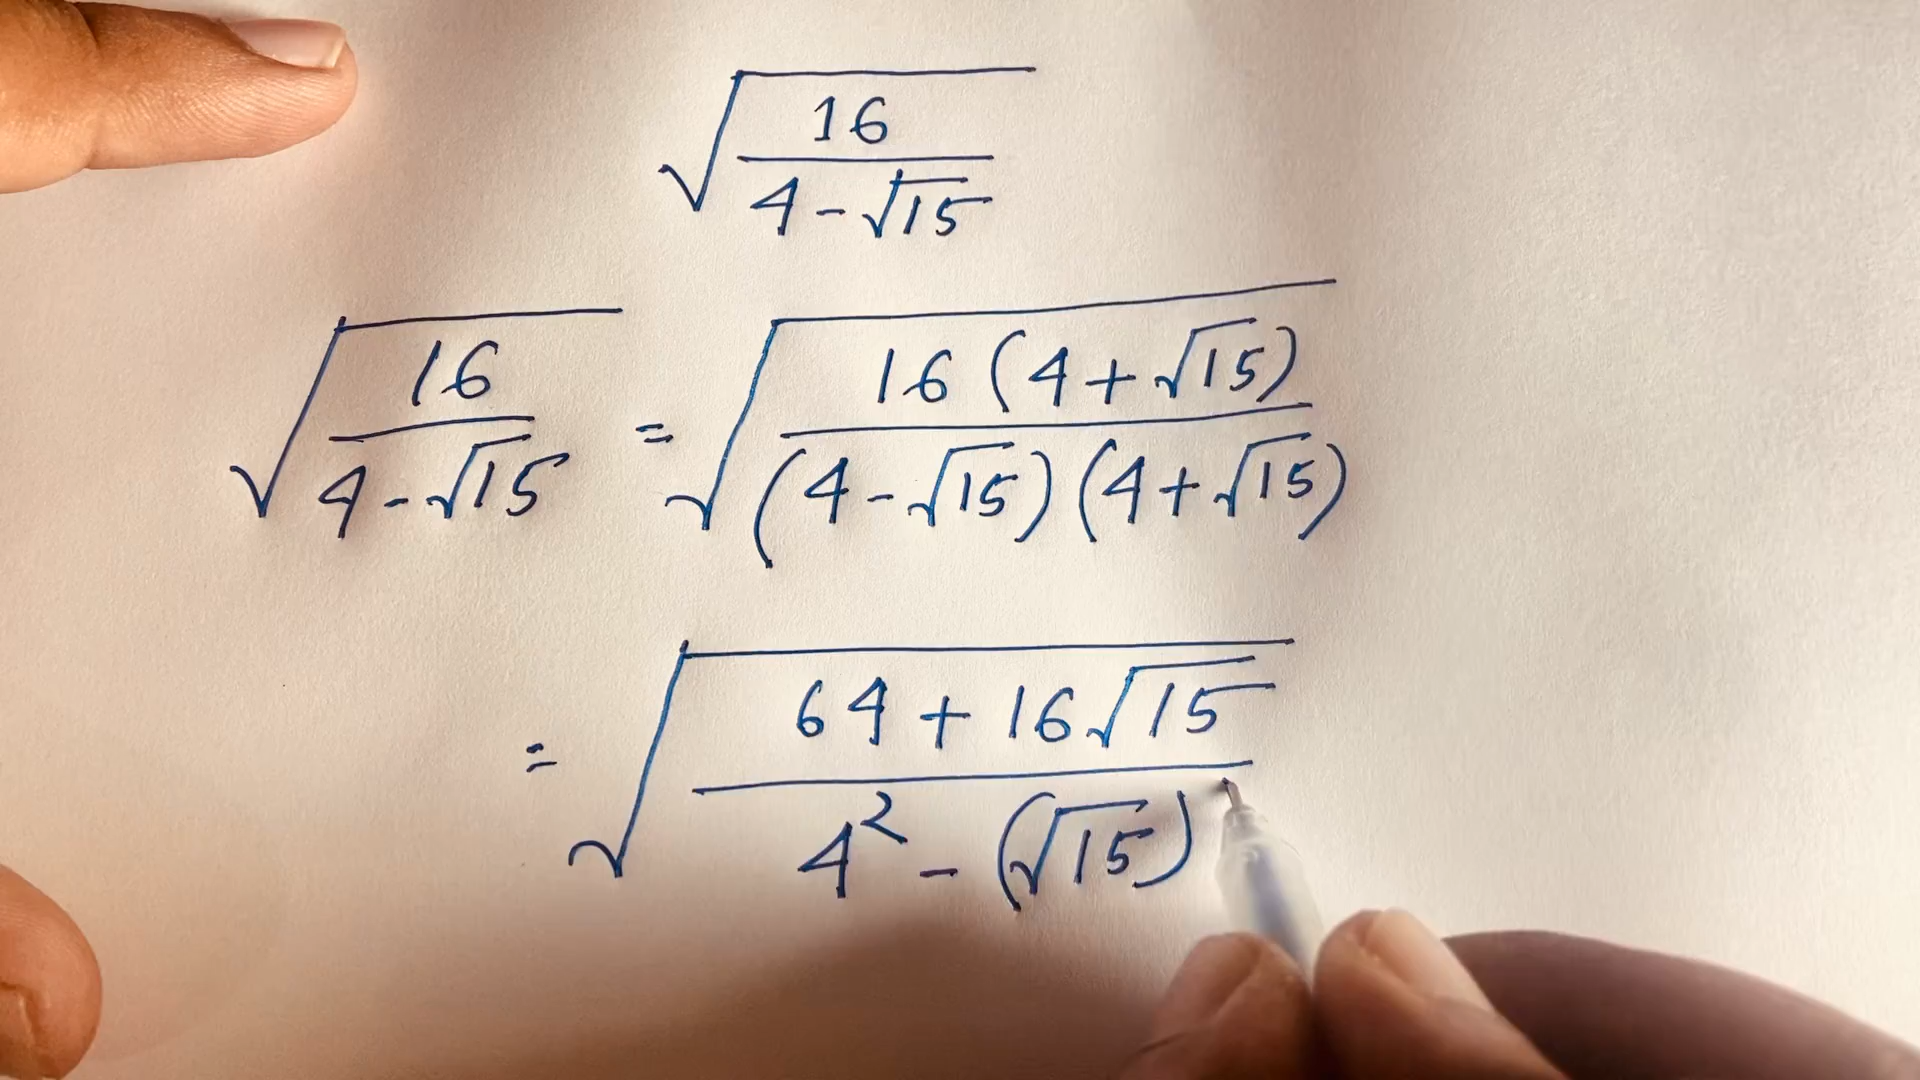 √(16/(4-√15))
√(16/(4-√15)) = √(16(4+√15)/((4-√15)(4+√15)))
= √((64+16√15)/(4²-(√15)))